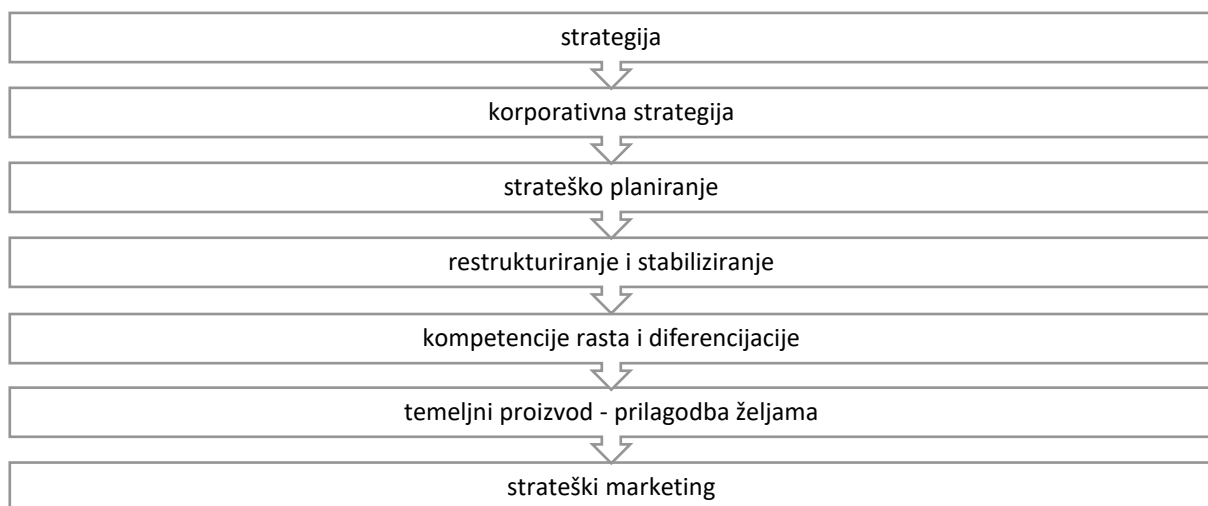 strategija
korporativna strategija
strateško planiranje
restrukturiranje i stabiliziranje
kompetencije rasta i diferencijacije
temeljni proizvod - prilagodba željama
strateški marketing